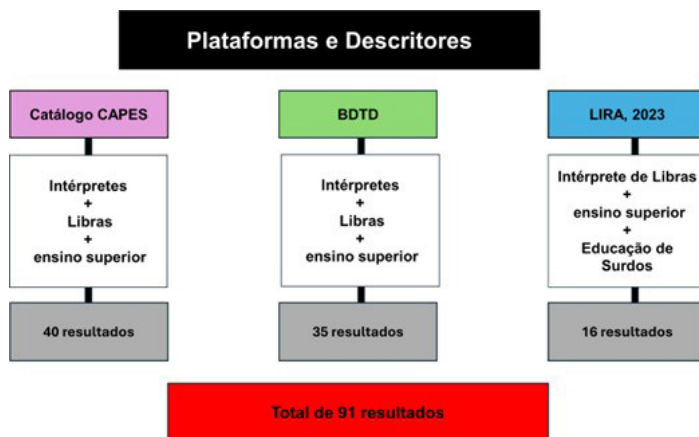 Plataformas e Descritores
Catálogo CAPES
Intérpretes
+
Libras
+
ensino superior
40 resultados
BDTD
Intérpretes
+
Libras
+
ensino superior
35 resultados
LIRA, 2023
Intérprete de Libras
+
ensino superior
+
Educação de
Surdos
16 resultados
Total de 91 resultados